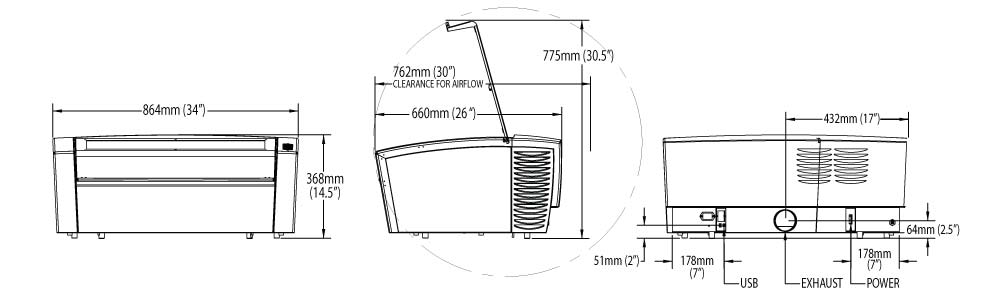 864mm (34")
368mm
(14.5")
775mm (30.5")
762mm (30")
CLEARANCE FOR AIRFLOW
660mm (26 ")
432mm (17")
64mm (2.5")
51mm (2")
178mm
(7")
178mm
(7")
USB
EXHAUST
POWER